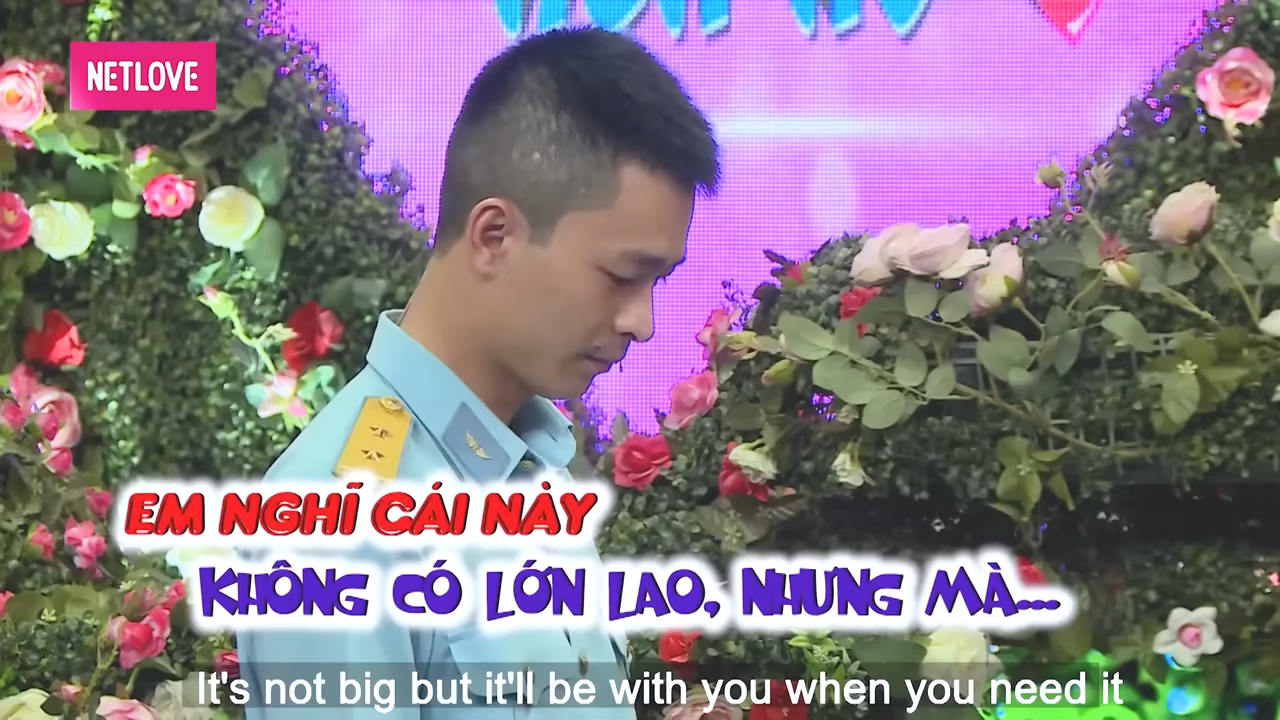 NETLOVE
EM NGHĨ CÁI NÀY
KHÔNG CÓ LỚN LAO, NHƯNG MÀ...
It's not big but it'll be with you when you need it